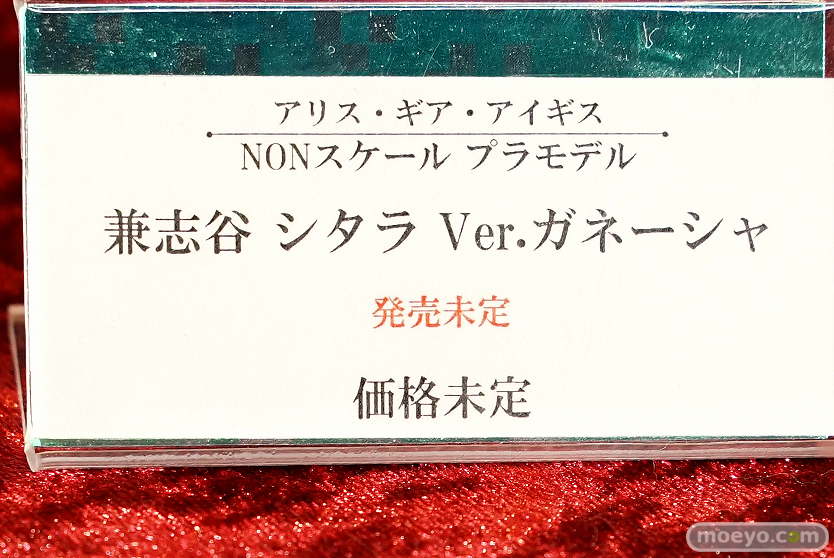 アリス・ギア・アイギス
NONスケール プラモデル
兼志谷 シタラ Ver.ガネーシャ
発売未定
価格未定
moeyo.com